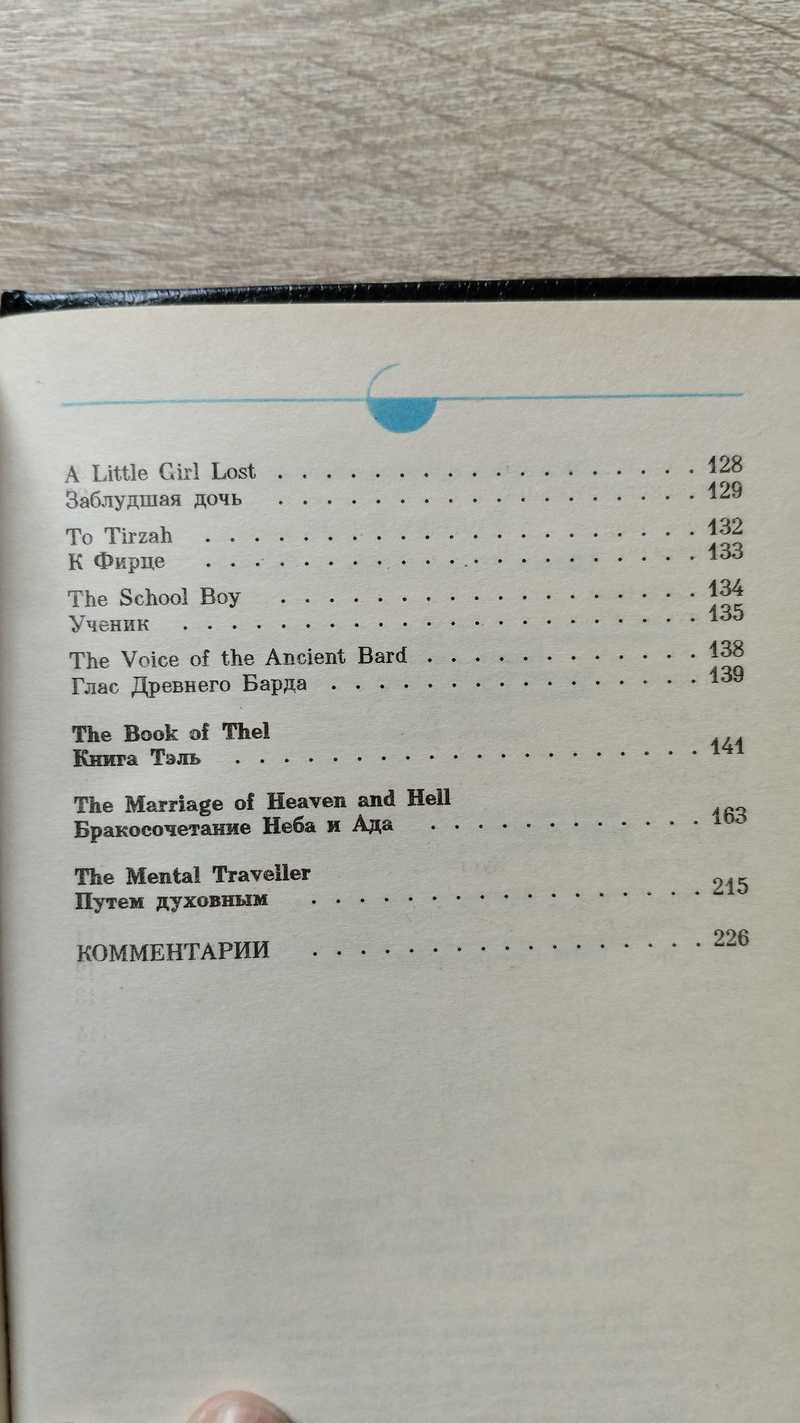 A Little Girl Lost . . . . . . . . . . . . . . . . . . 128
Заблудшая дочь . . . . . . . . . . . . . . . . . . 129
To Tirzah . . . . . . . . . . . . . . . . . . . . . 132
К Фирце . . . . . . . . . . . . . . . . . . . . . 133
The School Boy . . . . . . . . . . . . . . . . . . 134
Ученик . . . . . . . . . . . . . . . . . . . . . . 135
The Voice of the Ancient Bard . . . . . . . . . . . . 138
Глас Древнего Барда . . . . . . . . . . . . . . . . 139
The Book of Thel
Книга Тэль . . . . . . . . . . . . . . . . . . . . 141
The Marriage of Heaven and Hell
Бракосочетание Неба и Ада . . . . . . . . . . . . 163
The Mental Traveller
Путем духовным . . . . . . . . . . . . . . . . . 215
КОММЕНТАРИИ . . . . . . . . . . . . . . . . . 226